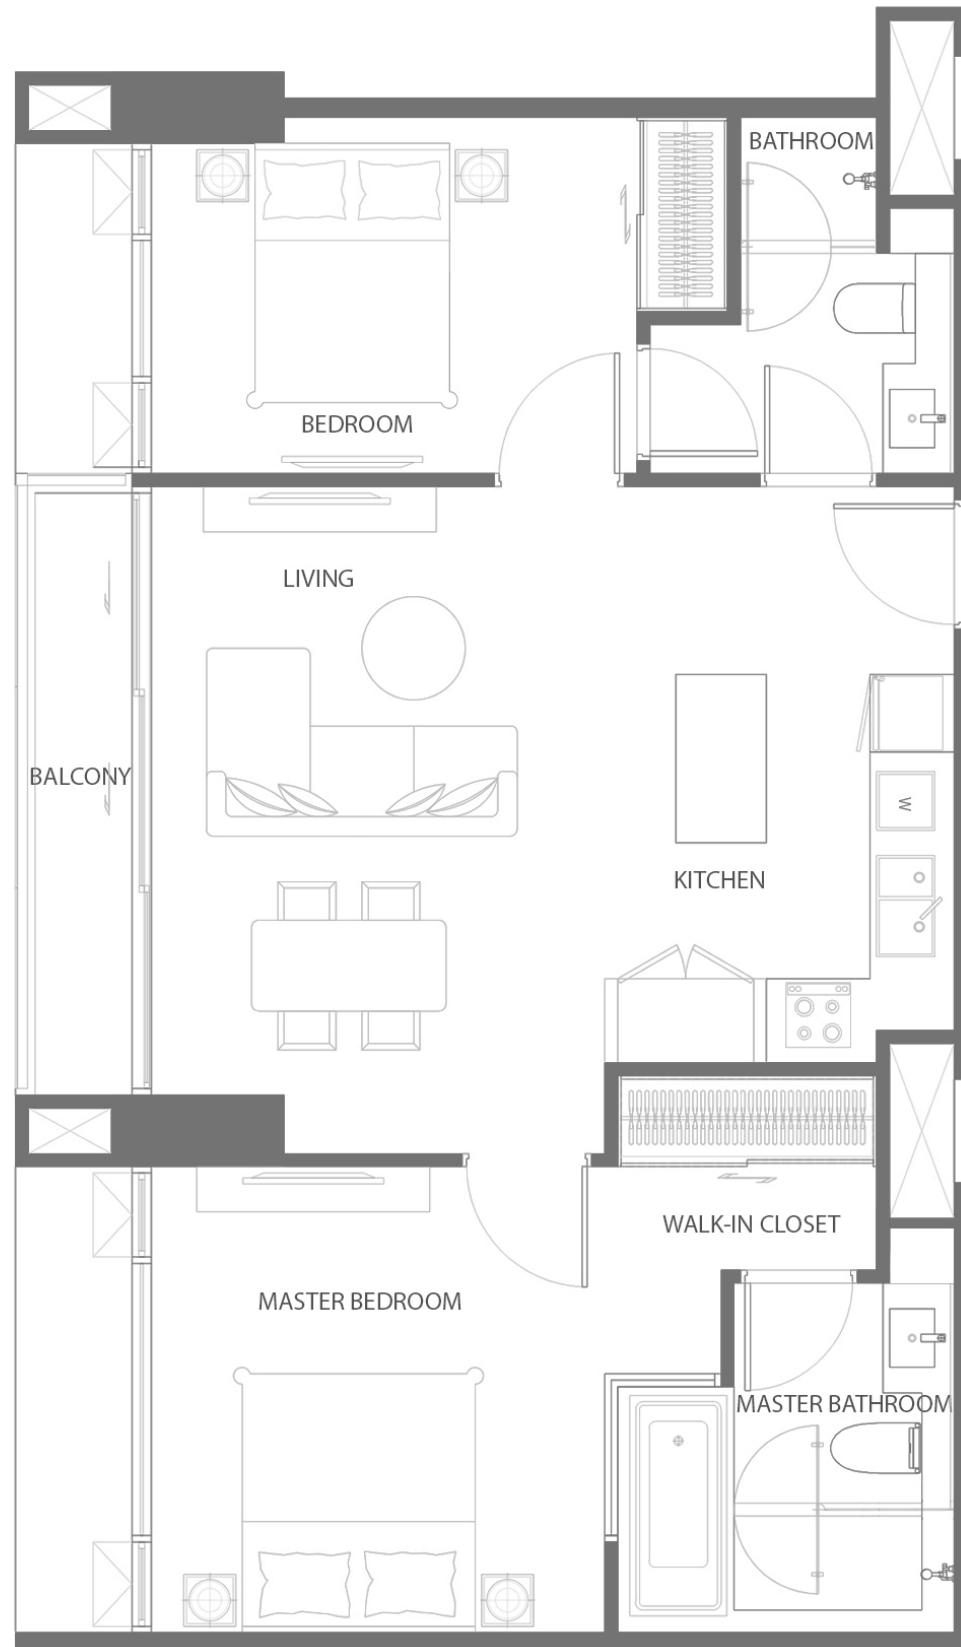 BATHROOM
BEDROOM
LIVING
BALCONY
W
KITCHEN
WALK-IN CLOSET
MASTER BEDROOM
MASTER BATHROOM